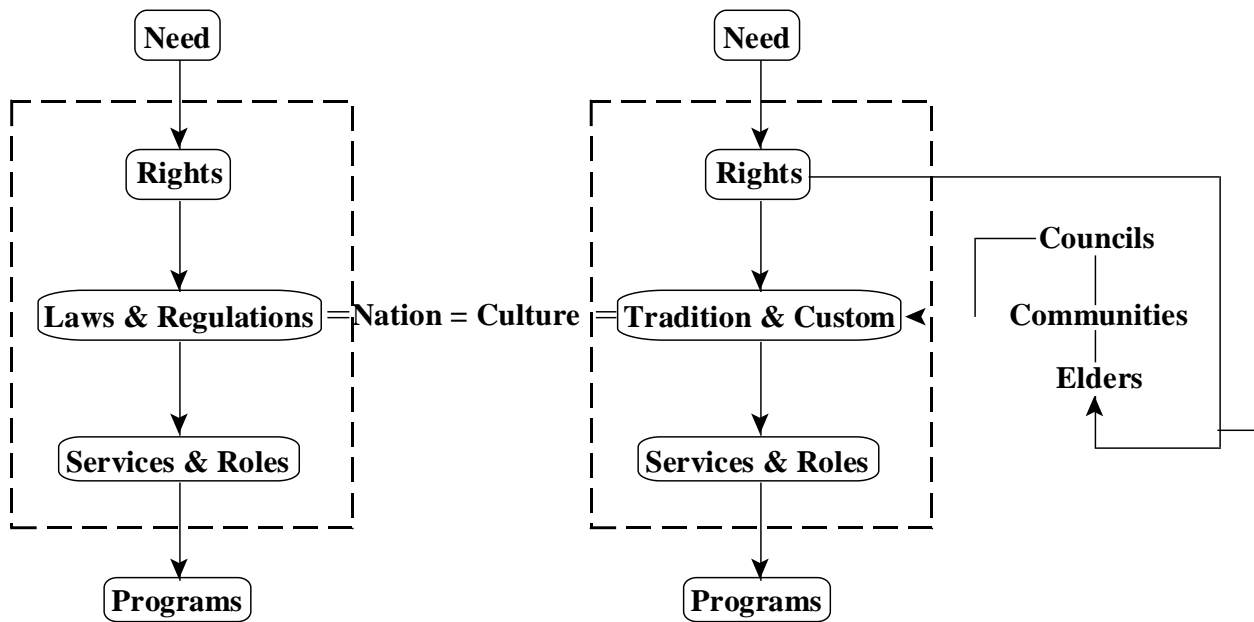 Need
Need
Rights
Rights
Councils
Laws & Regulations
=Nation = Culture =
Tradition & Custom
Communities
Elders
Services & Roles
Services & Roles
Programs
Programs